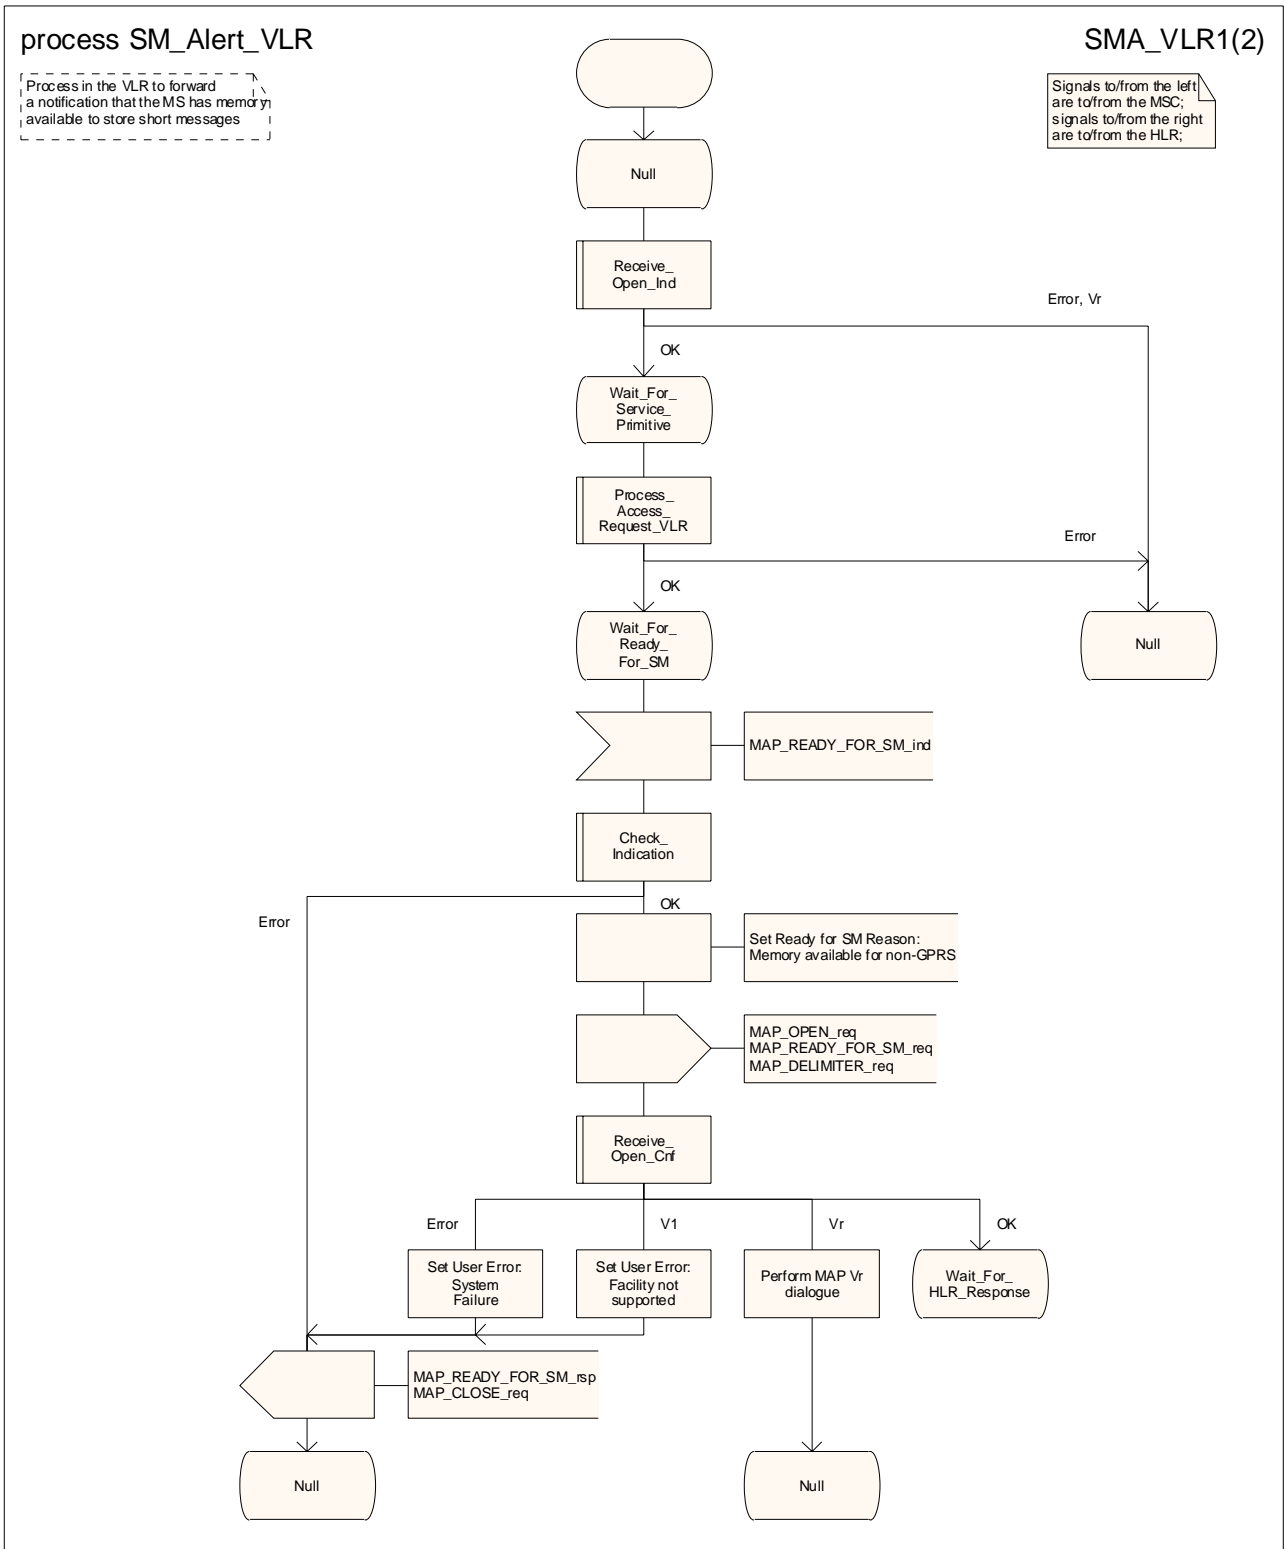 process SM_Alert_VLR
SMA_VLR1(2)
Process in the VLR to forward
a notification that the MS has memory
available to store short messages
Signals to/from the left
are to/from the MSC;
signals to/from the right
are to/from the HLR;
Null
Receive_
Open_Ind
Error, Vr
OK
Wait_For_
Service_
Primitive
Process_
Access_
Request_VLR
Error
OK
Wait_For_
Ready_
For_SM
Null
MAP_READY_FOR_SM_ind
Check_
Indication
Error
OK
Set Ready for SM Reason:
Memory available for non-GPRS
MAP_OPEN_req
MAP_READY_FOR_SM_req
MAP_DELIMITER_req
Receive_
Open_Cnf
Error
V1
Vr
OK
Set User Error:
System
Failure
Set User Error:
Facility not
supported
Perform MAP Vr
dialogue
Wait_For_
HLR_Response
MAP_READY_FOR_SM_rsp
MAP_CLOSE_req
Null
Null